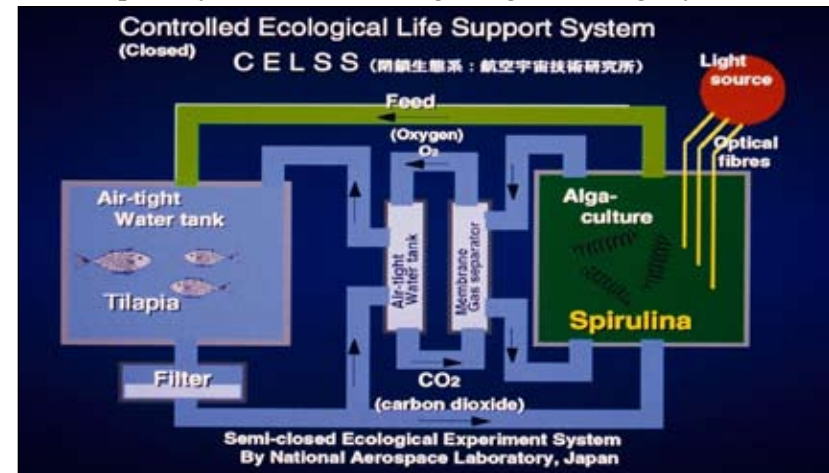 Controlled Ecological Life Support System
(Closed)
CELSS (閉鎖生態系：航空宇宙技術研究所)
Light
source
Feed
(Oxygen)
O₂
Optical
fibres
Air-tight
Water tank
Alga-
culture
Air-tight
Water tank
Membrane
Gas separator
Tilapia
Spirulina
Filter
CO₂
(carbon dioxide)
Semi-closed Ecological Experiment System
By National Aerospace Laboratory, Japan